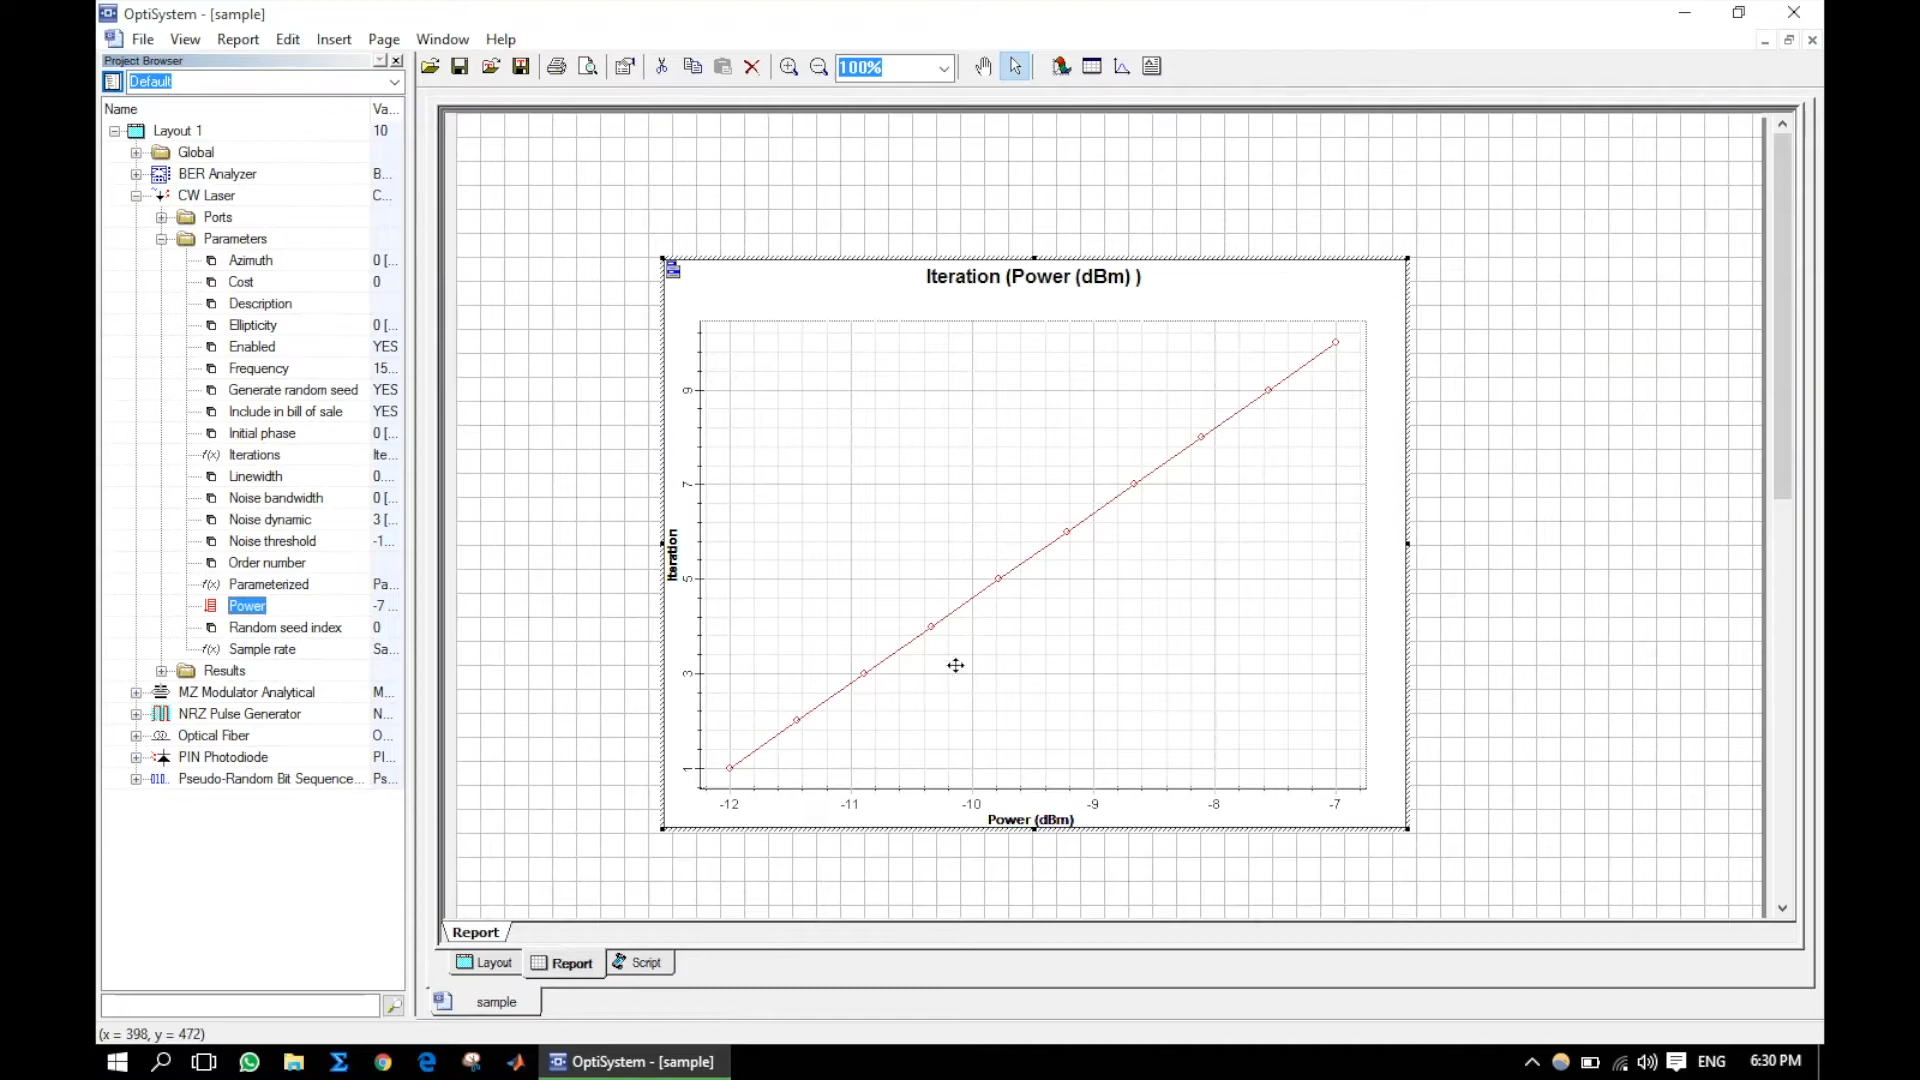 OptiSystem - [sample]
File View Report Edit Insert Page Window Help
Project Browser
Default
100%
Name Va...
Layout 1 10
Global
BER Analyzer B...
CW Laser C...
Ports
Parameters
Azimuth 0 [...
Cost 0
Description
Ellipticity 0 [...
Enabled YES
Frequency 15...
Generate random seed YES
Include in bill of sale YES
Initial phase 0 [...
f(x) Iterations Ite...
Linewidth 0....
Noise bandwidth 0 [...
Noise dynamic 3 [...
Noise threshold -1...
Order number
f(x) Parameterized Pa...
Power -7 ...
Random seed index 0
f(x) Sample rate Sa...
Results
MZ Modulator Analytical M...
NRZ Pulse Generator N...
Optical Fiber O...
PIN Photodiode PI...
010.. Pseudo-Random Bit Sequence... Ps...
Iteration (Power (dBm) )
Iteration
9
7
5
3
1
-12 -11 -10 -9 -8 -7
Power (dBm)
Report
Layout Report Script
sample
(x = 398, y = 472)
OptiSystem - [sample]
ENG 6:30 PM